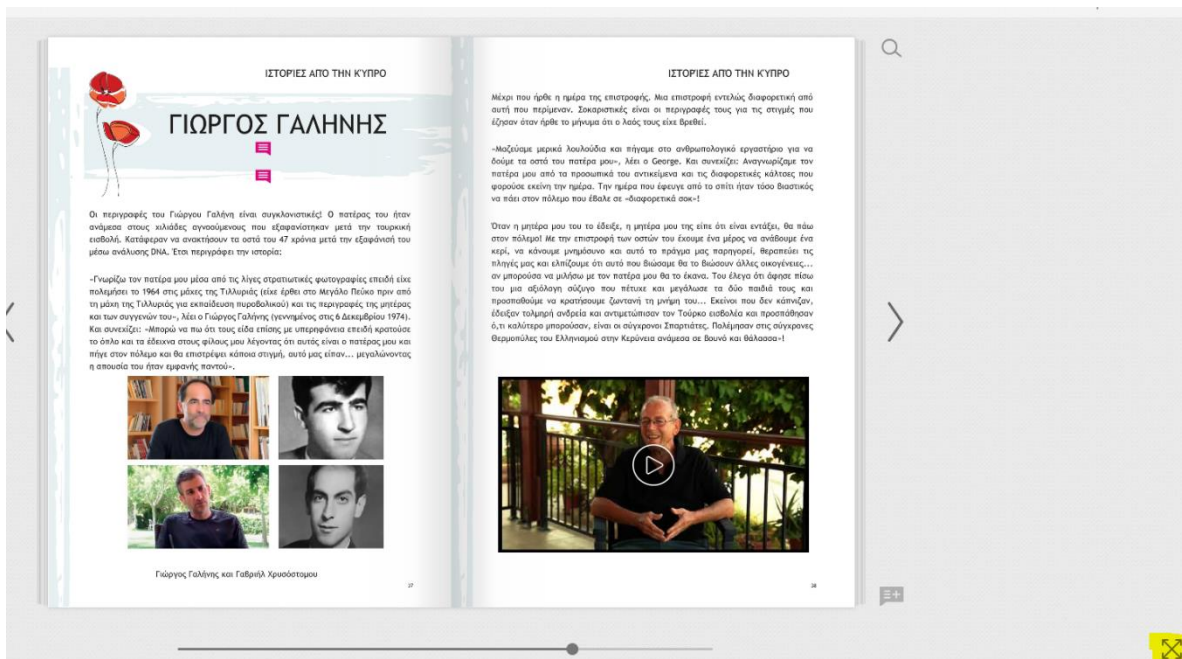 ΙΣΤΟΡΊΕΣ ΑΠΌ ΤΗΝ ΚΎΠΡΟ
ΓΙΩΡΓΟΣ ΓΑΛΗΝΗΣ
Οι περιγραφές του Γιώργου Γαλήνη είναι συγκλονιστικές! Ο πατέρας του ήταν
ανάμεσα στους χιλιάδες αγνοούμενους που εξαφανίστηκαν μετά την τουρκική
εισβολή. Κατάφεραν να ανακτήσουν τα οστά του 47 χρόνια μετά την εξαφάνισή του
μέσω ανάλυσης DNA. Έτσι περιγράφει την ιστορία:
«Γνωρίζω τον πατέρα μου μέσα από τις λίγες στρατιωτικές φωτογραφίες επειδή είχε
πολεμήσει το 1964 στις μάχες της Τιλλυριάς (είχε έρθει στο Μεγάλο Πεύκο πριν από
τη μάχη της Τιλλυριάς για εκπαίδευση πυροβολικού) και τις περιγραφές της μητέρας
και των συγγενών του», λέει ο Γιώργος Γαλήνης (γεννημένος στις 6 Δεκεμβρίου 1974).
Και συνεχίζει: «Μπορώ να πω ότι τους είδα επίσης με υπερηφάνεια επειδή κρατούσε
το όπλο και τα έδειχνα στους φίλους μου λέγοντας ότι αυτός είναι ο πατέρας μου και
πήγε στον πόλεμο και θα επιστρέψει κάποια στιγμή, αυτό μας είπαν... μεγαλώνοντας
η απουσία του ήταν εμφανής παντού».
Γιώργος Γαλήνης και Γαβριήλ Χρυσόστομου
37
ΙΣΤΟΡΊΕΣ ΑΠΌ ΤΗΝ ΚΎΠΡΟ
Μέχρι που ήρθε η ημέρα της επιστροφής. Μια επιστροφή εντελώς διαφορετική από
αυτή που περίμεναν. Σοκαριστικές είναι οι περιγραφές τους για τις στιγμές που
έζησαν όταν ήρθε το μήνυμα ότι ο λαός τους είχε βρεθεί.
«Μαζεύαμε μερικά λουλούδια και πήγαμε στο ανθρωπολογικό εργαστήριο για να
δούμε τα οστά του πατέρα μου», λέει ο George. Και συνεχίζει: Αναγνωρίζαμε τον
πατέρα μου από τα προσωπικά του αντικείμενα και τις διαφορετικές κάλτσες που
φορούσε εκείνη την ημέρα. Την ημέρα που έφευγε από το σπίτι ήταν τόσο βιαστικός
να πάει στον πόλεμο που έβαλε σε «διαφορετικά σοκ»!
Όταν η μητέρα μου του το έδειξε, η μητέρα μου της είπε ότι είναι εντάξει, θα πάω
στον πόλεμο! Με την επιστροφή των οστών του έχουμε ένα μέρος να ανάβουμε ένα
κερί, να κάνουμε μνημόσυνο και αυτό το πράγμα μας παρηγορεί, θεραπεύει τις
πληγές μας και ελπίζουμε ότι αυτό που βιώσαμε θα το βιώσουν άλλες οικογένειες...
αν μπορούσα να μιλήσω με τον πατέρα μου θα το έκανα. Του έλεγα ότι άφησε πίσω
του μια αξιόλογη σύζυγο που πέτυχε και μεγάλωσε τα δύο παιδιά τους και
προσπαθούμε να κρατήσουμε ζωντανή τη μνήμη του... Εκείνοι που δεν κάπνιζαν,
έδειξαν τολμηρή ανδρεία και αντιμετώπισαν τον Τούρκο εισβολέα και προσπάθησαν
ό,τι καλύτερο μπορούσαν, είναι οι σύγχρονοι Σπαρτιάτες. Πολέμησαν στις σύγχρονες
Θερμοπύλες του Ελληνισμού στην Κερύνεια ανάμεσα σε βουνό και θάλασσα»!
38